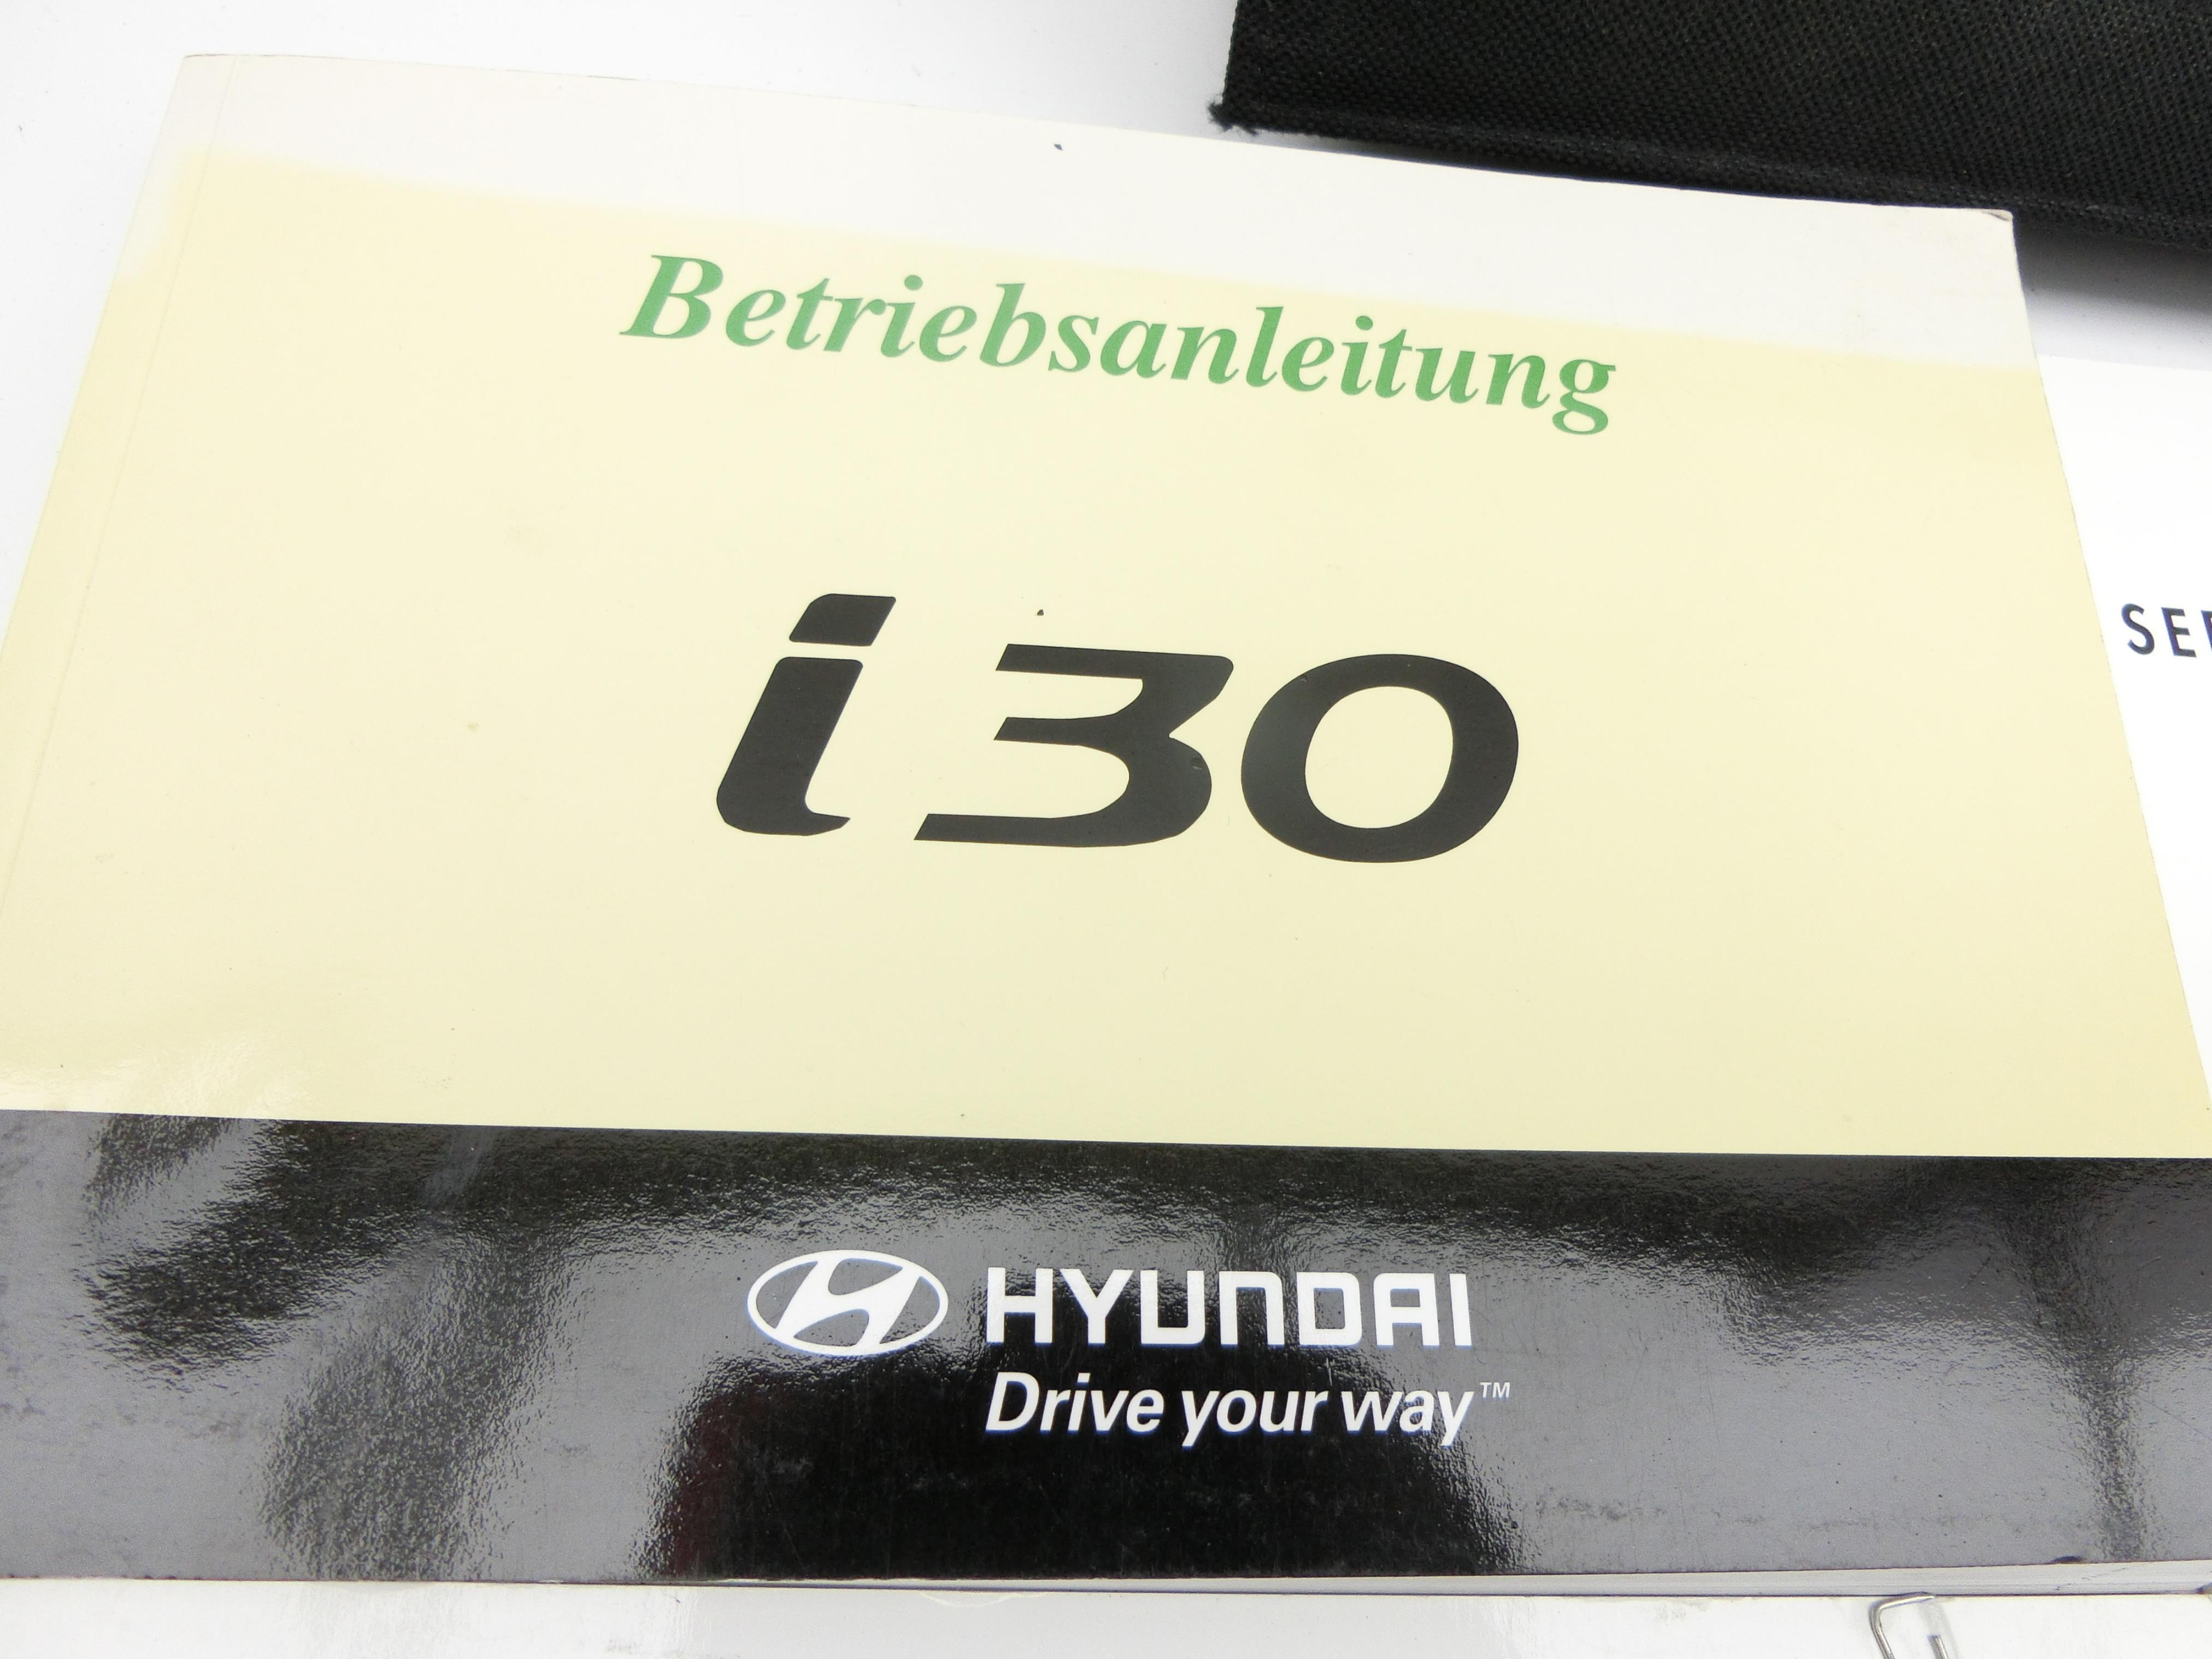 Betriebsanleitung
i30
HYUNDAI
Drive your way™